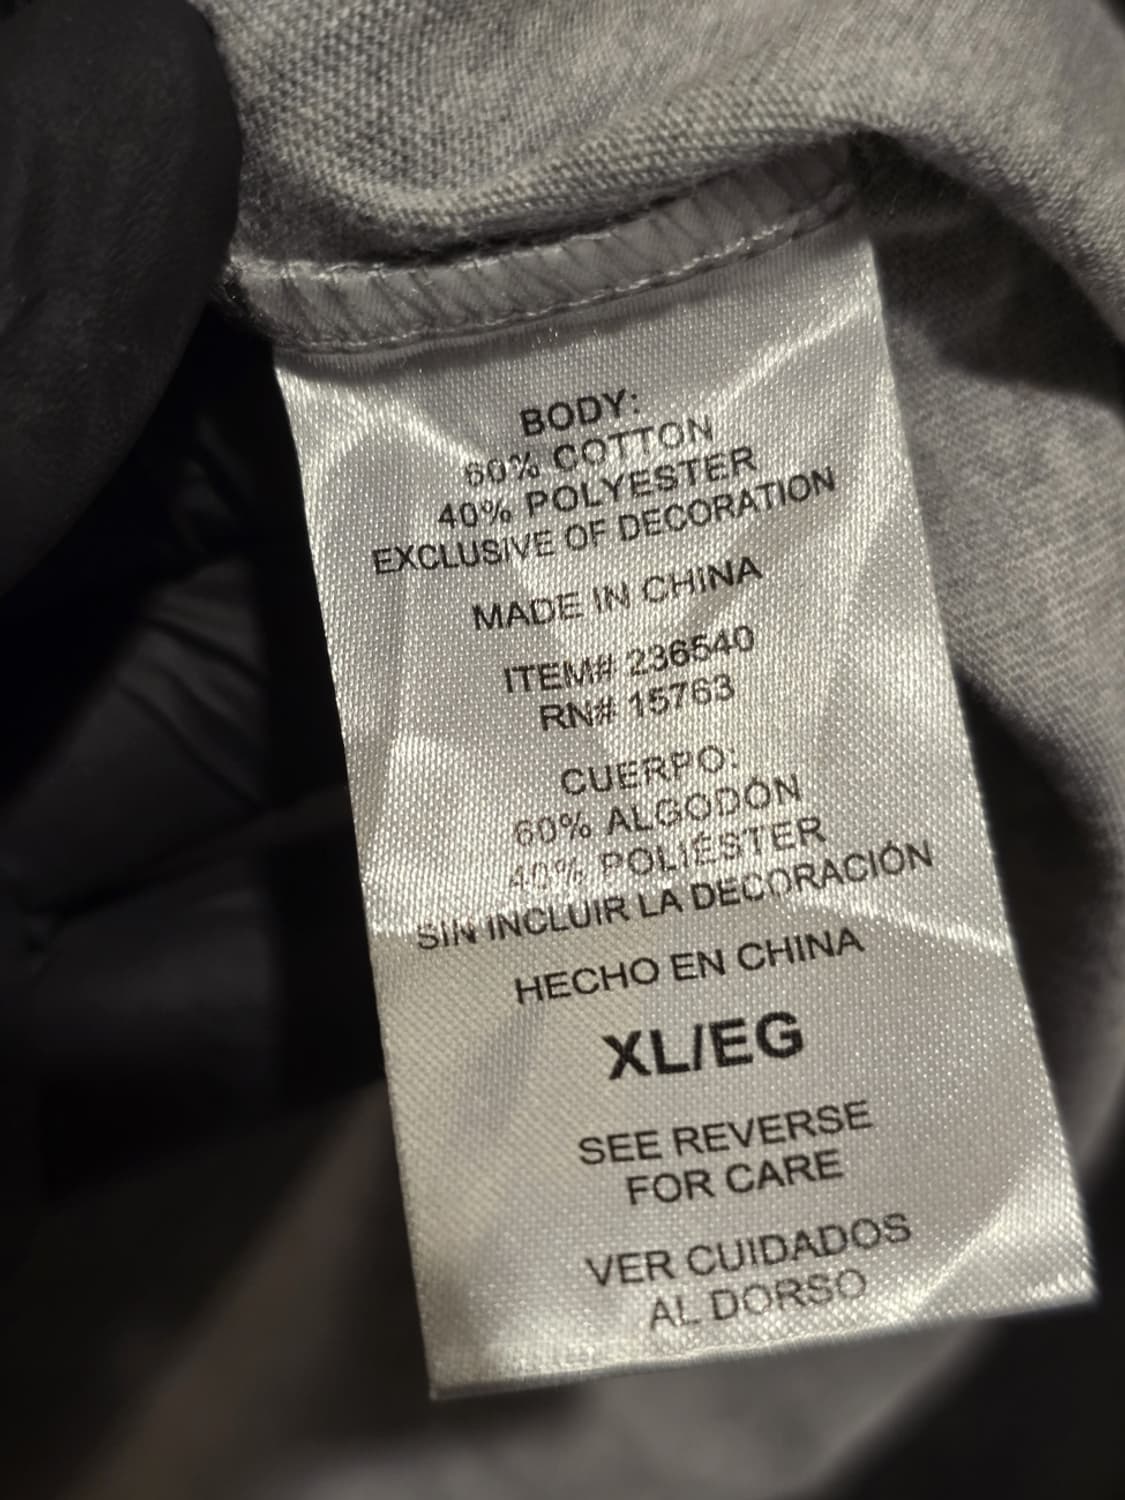 BODY:
60% COTTON
40% POLYESTER
EXCLUSIVE OF DECORATION
MADE IN CHINA
ITEM# 236540
RN# 15763
CUERPO:
60% ALGODÓN
40% POLIÉSTER
SIN INCLUIR LA DECORACIÓN
HECHO EN CHINA
XL/EG
SEE REVERSE
FOR CARE
VER CUIDADOS
AL DORSO